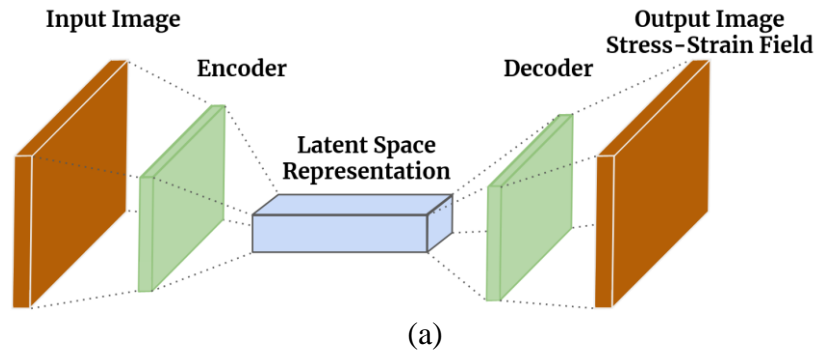 Input Image
Encoder
Latent Space
Representation
Decoder
Output Image
Stress-Strain Field
(a)